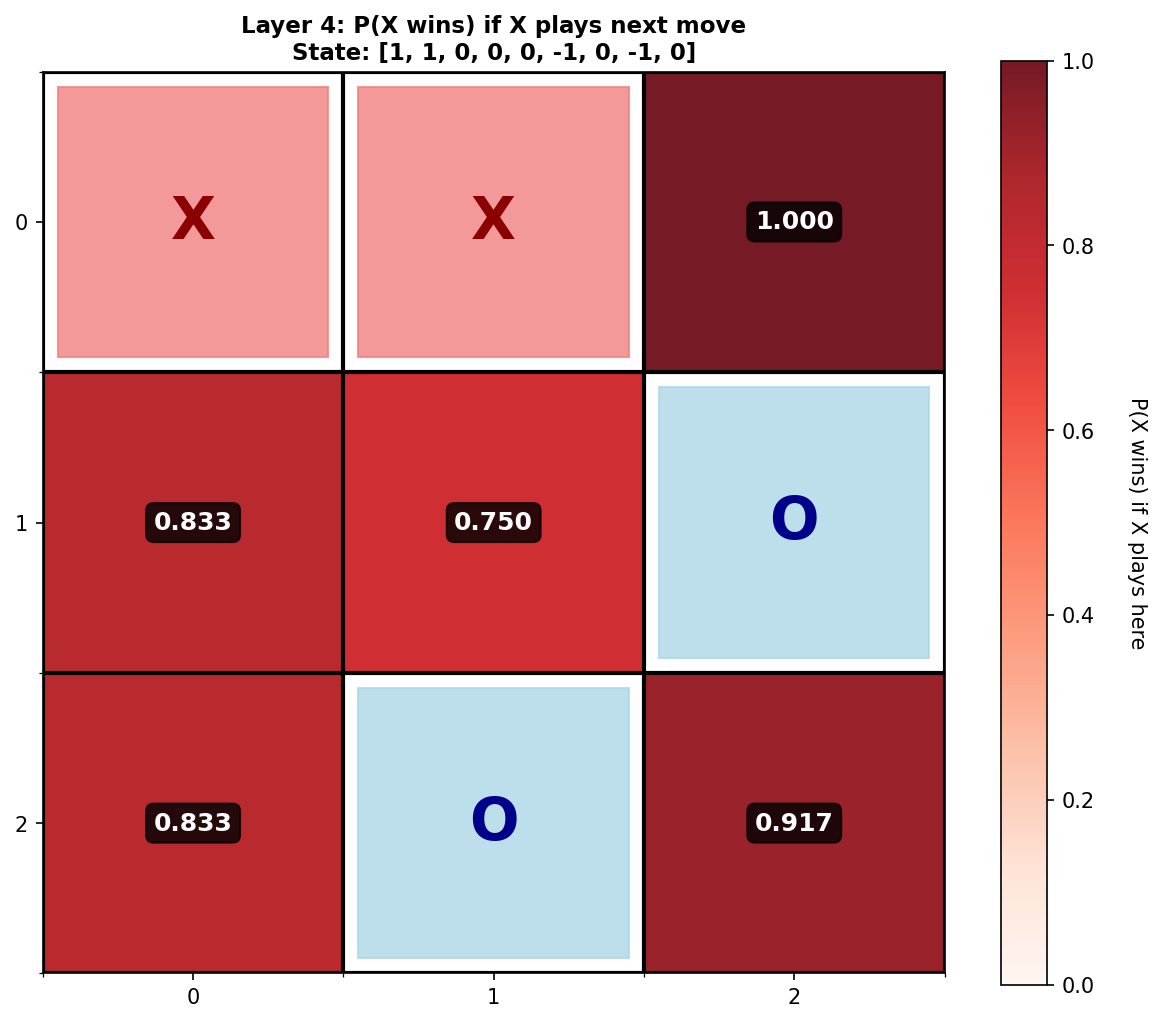 Layer 4: P(X wins) if X plays next move
State: [1, 1, 0, 0, 0, -1, 0, -1, 0]
0
X
X
1.000
1
0.833
0.750
O
2
0.833
O
0.917
0
1
2
1.0
0.8
0.6
0.4
0.2
0.0
P(X wins) if X plays here